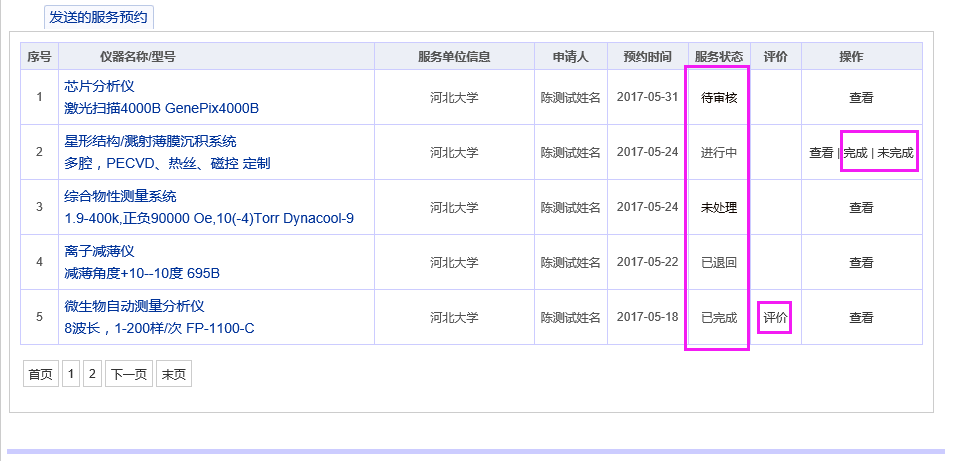 发送的服务预约
序号 仪器名称/型号 服务单位信息 申请人 预约时间 服务状态 评价 操作
芯片分析仪
1 河北大学 陈测试姓名 2017-05-31 待审核 查看
激光扫描4000B GenePix4000B
星形结构/溅射薄膜沉积系统
2 河北大学 陈测试姓名 2017-05-24 进行中 查看 | 完成 | 未完成
多腔，PECVD、热丝、磁控 定制
综合物性测量系统
3 河北大学 陈测试姓名 2017-05-24 未处理 查看
1.9-400k,正负90000 Oe,10(-4)Torr Dynacool-9
离子减薄仪
4 河北大学 陈测试姓名 2017-05-22 已退回 查看
减薄角度+10--10度 695B
微生物自动测量分析仪
5 河北大学 陈测试姓名 2017-05-18 已完成 评价 查看
8波长，1-200样/次 FP-1100-C
首页 1 2 下一页 末页